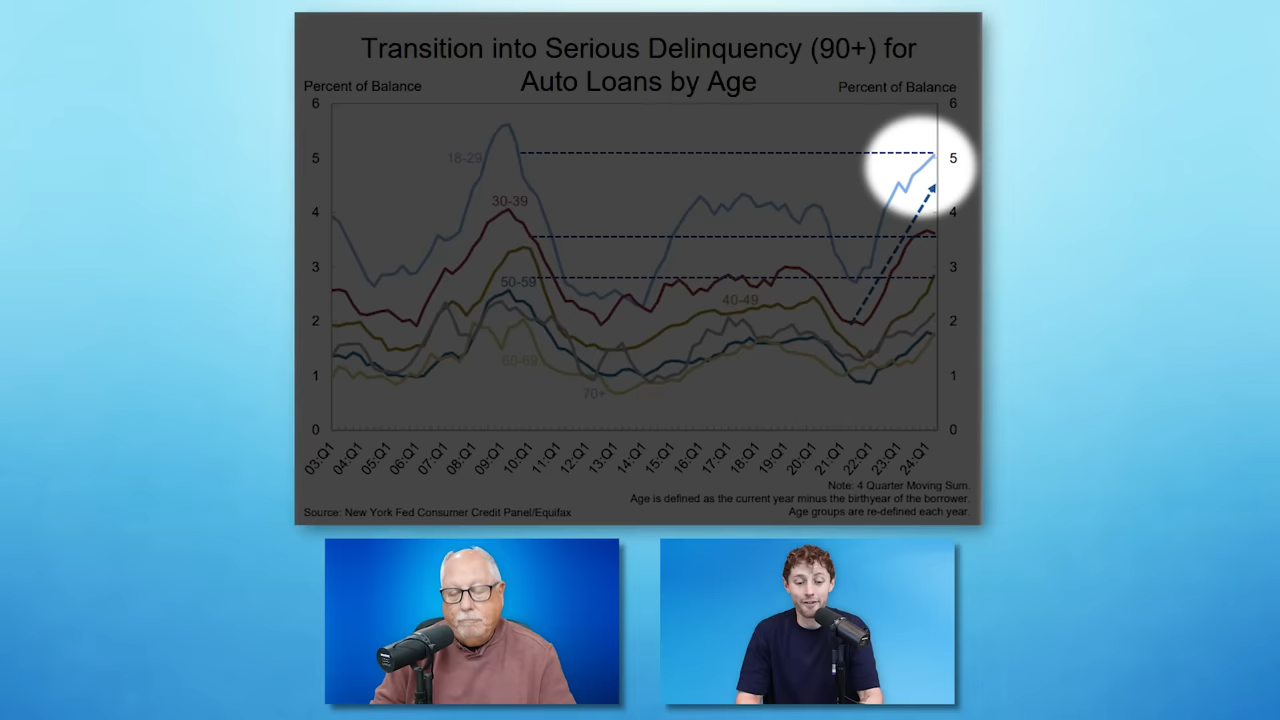 Transition into Serious Delinquency (90+) for
Auto Loans by Age
Percent of Balance
Percent of Balance
6
6
5
5
4
4
3
3
2
2
1
1
0
0
18-29
30-39
50-59
40-49
60-69
70+
03:Q1
04:Q1
05:Q1
06:Q1
07:Q1
08:Q1
09:Q1
10:Q1
11:Q1
12:Q1
13:Q1
14:Q1
15:Q1
16:Q1
17:Q1
18:Q1
19:Q1
20:Q1
21:Q1
22:Q1
23:Q1
24:Q1
Note: 4 Quarter Moving Sum.
Age is defined as the current year minus the birthyear of the borrower.
Source: New York Fed Consumer Credit Panel/Equifax
Age groups are re-defined each year.